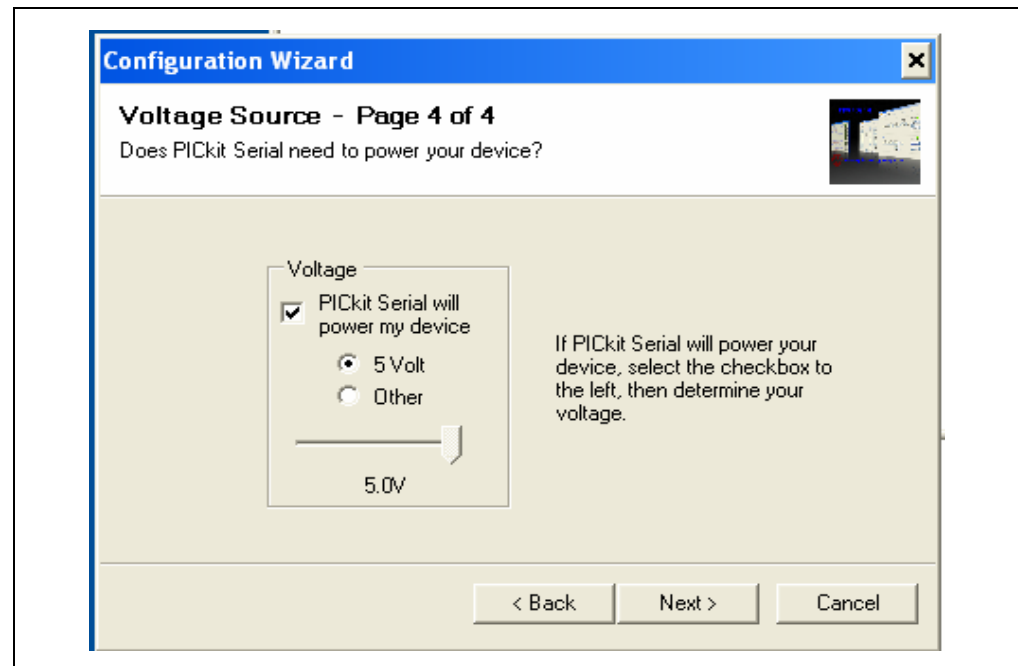 Configuration Wizard
Voltage Source - Page 4 of 4
Does PICkit Serial need to power your device?
Voltage
PICkit Serial will
power my device
5 Volt
Other
5.0V
If PICkit Serial will power your
device, select the checkbox to
the left, then determine your
voltage.
< Back
Next >
Cancel